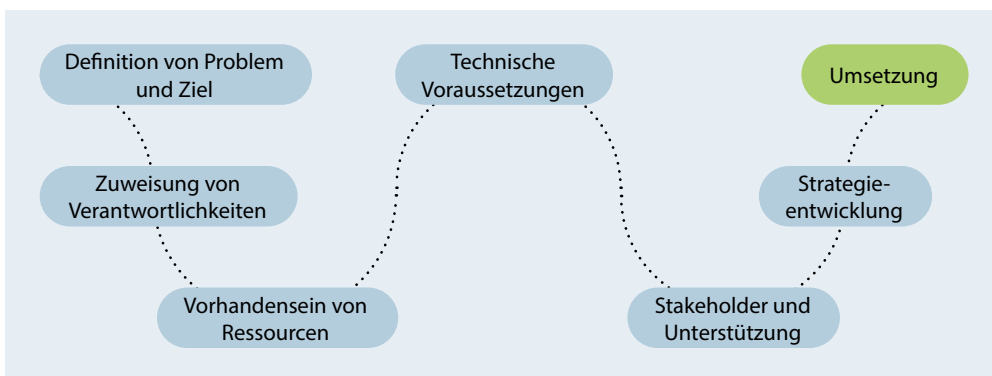 Definition von Problem
und Ziel
Zuweisung von
Verantwortlichkeiten
Vorhandensein von
Ressourcen
Technische
Voraussetzungen
Stakeholder und
Unterstützung
Strategie-
entwicklung
Umsetzung